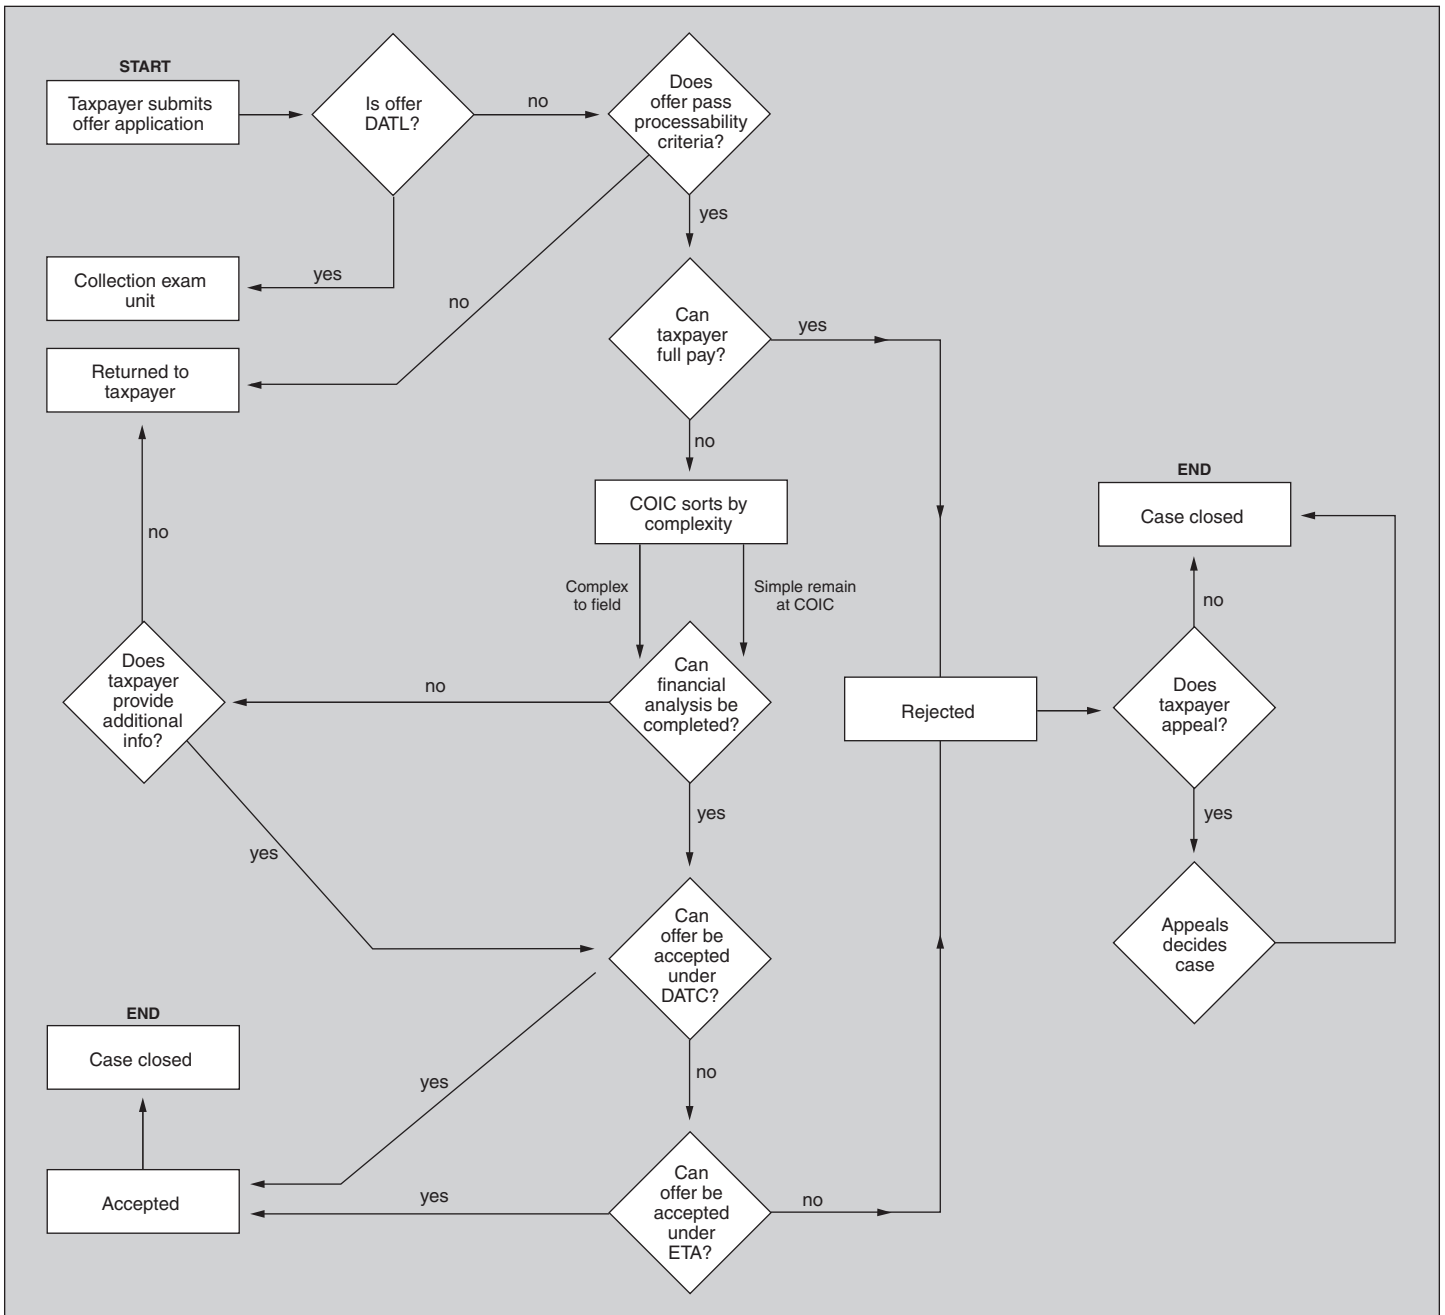 START
Taxpayer submits
offer application
Is offer
DATL?
no
Does
offer pass
processability
criteria?
yes
Collection exam
unit
no
yes
Returned to
taxpayer
Can
taxpayer
full pay?
yes
no
COIC sorts by
complexity
Complex
to field
Simple remain
at COIC
no
Does
taxpayer
provide
additional
info?
no
Can
financial
analysis be
completed?
yes
yes
Can
offer be
accepted
under
DATC?
yes
no
END
Case closed
Accepted
yes
Can
offer be
accepted
under
ETA?
no
Rejected
END
Case closed
no
Does
taxpayer
appeal?
yes
Appeals
decides
case